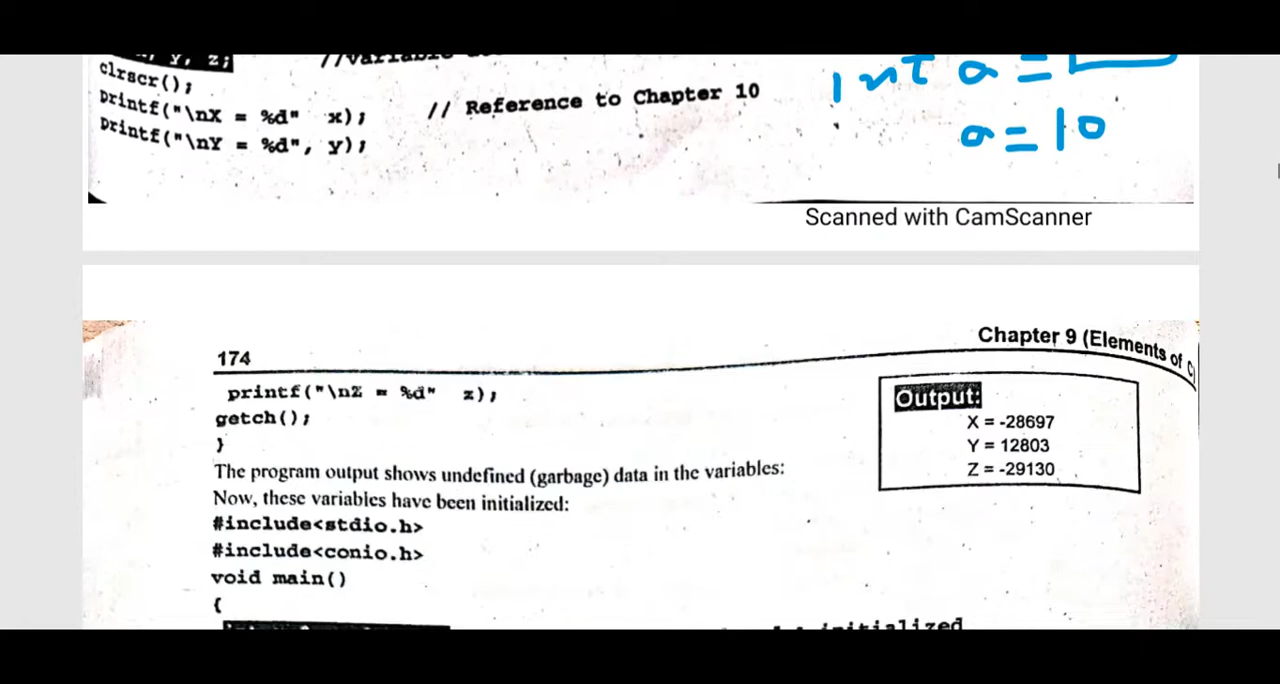 y, z;
clrscr();
printf("\nX = %d" x); // Reference to Chapter 10
printf("\nY = %d", y);
int a =
a = 10
Scanned with CamScanner
174
Chapter 9 (Elements of C
printf("\nZ = %d" z);
getch();
}
The program output shows undefined (garbage) data in the variables:
Now, these variables have been initialized:
#include<stdio.h>
#include<conio.h>
void main()
{
Output:
X = -28697
Y = 12803
Z = -29130
initialized